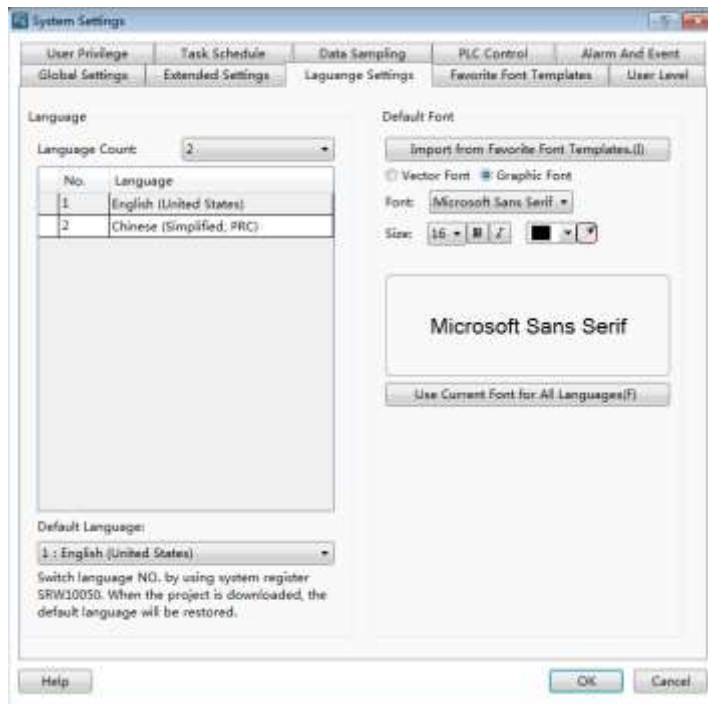 System Settings
User Privilege Task Schedule Data Sampling PLC Control Alarm And Event
Global Settings Extended Settings Laguange Settings Favorite Font Templates User Level
Language
Language Count: 2
No. Language
1 English (United States)
2 Chinese (Simplified, PRC)
Default Language:
1 : English (United States)
Switch language NO. by using system register
SRW10050. When the project is downloaded, the
default language will be restored.
Default Font
Import from Favorite Font Templates.(I)
Vector Font Graphic Font
Font: Microsoft Sans Serif
Size: 16 B I
Microsoft Sans Serif
Use Current Font for All Languages(F)
Help OK Cancel